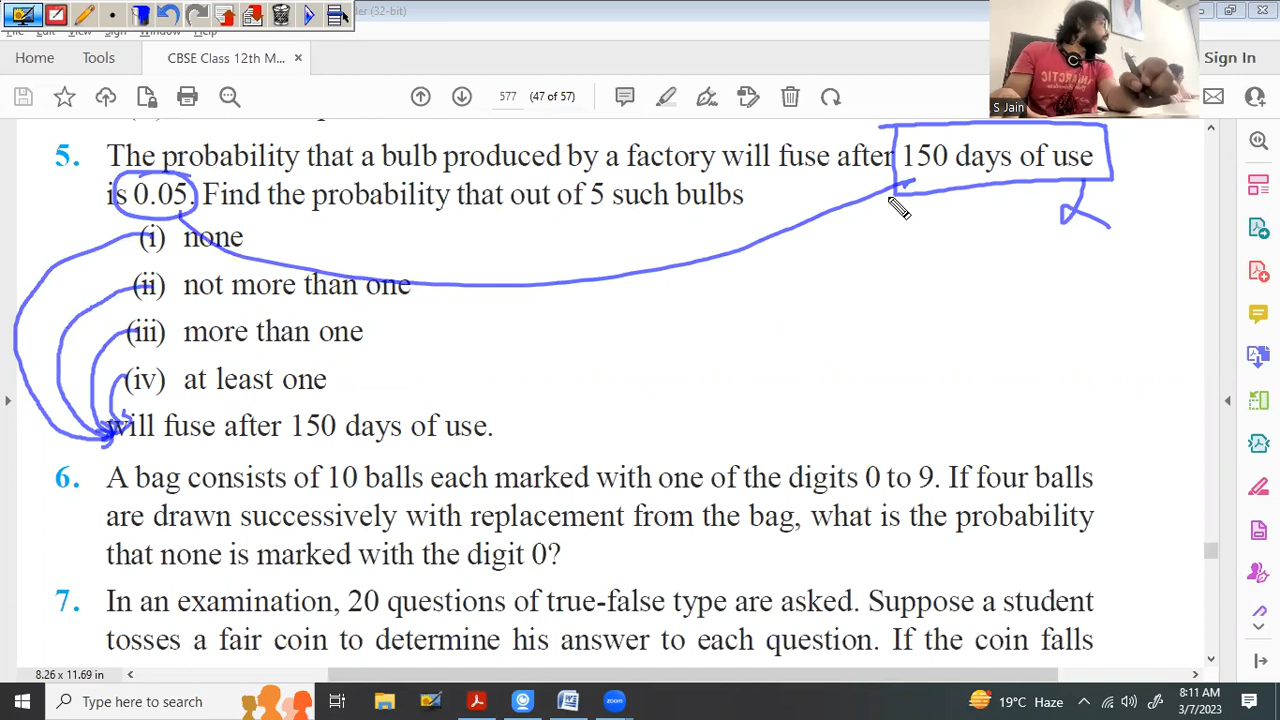 der (32-bit)
Home Tools CBSE Class 12th M... × Sign In
577 (47 of 57)
S Jain
5. The probability that a bulb produced by a factory will fuse after 150 days of use
is 0.05. Find the probability that out of 5 such bulbs
(i) none
(ii) not more than one
(iii) more than one
(iv) at least one
will fuse after 150 days of use.
6. A bag consists of 10 balls each marked with one of the digits 0 to 9. If four balls
are drawn successively with replacement from the bag, what is the probability
that none is marked with the digit 0?
7. In an examination, 20 questions of true-false type are asked. Suppose a student
tosses a fair coin to determine his answer to each question. If the coin falls
8.26 x 11.69 in
Type here to search
19°C Haze
8:11 AM
3/7/2023